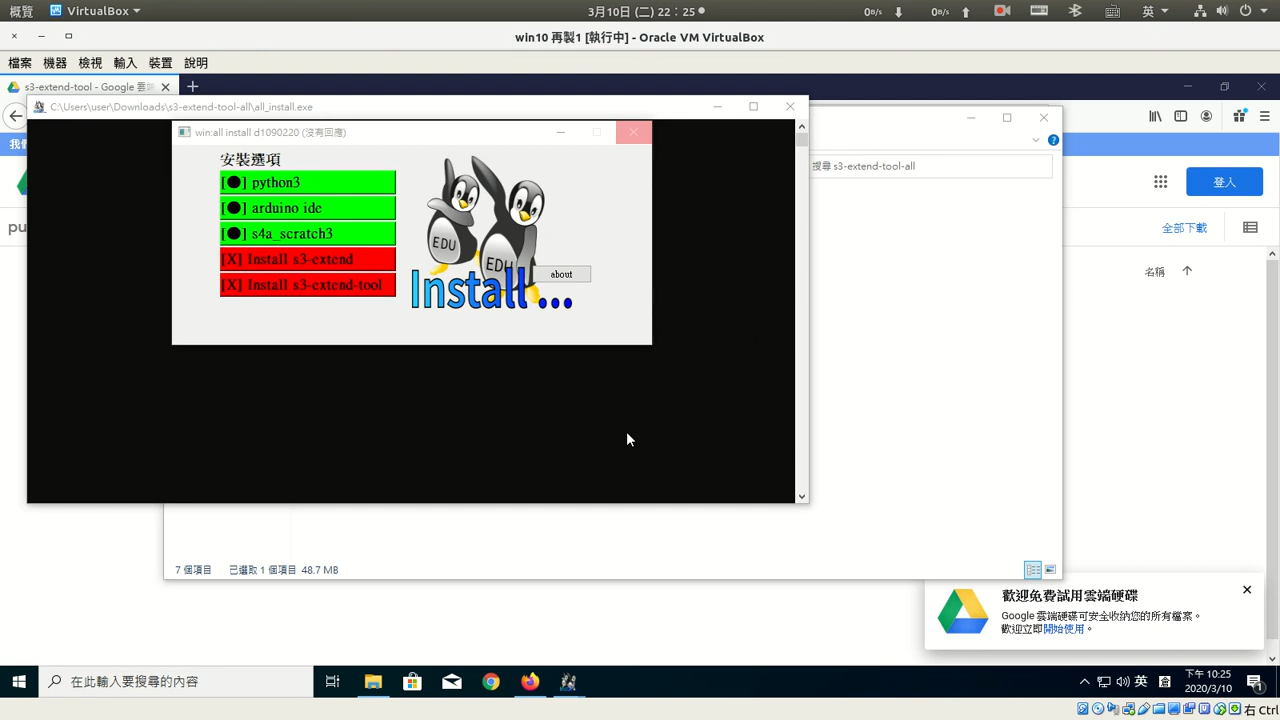 概覽 VirtualBox 3月10日 (二) 22：25 0B/s 0B/s 英
win10 再製1 [執行中] - Oracle VM VirtualBox
檔案 機器 檢視 輸入 裝置 說明
s3-extend-tool - Google 雲端
C:\Users\user\Downloads\s3-extend-tool-all\all_install.exe
win:all install d1090220 (沒有回應)
我們
搜尋 s3-extend-tool-all
登入
安裝選項
[●] python3
[●] arduino ide
[●] s4a_scratch3
[X] Install s3-extend
[X] Install s3-extend-tool
EDU
EDU
about
Install ...
pu
全部下載
名稱
7 個項目 已選取 1 個項目 48.7 MB
歡迎免費試用雲端硬碟
Google 雲端硬碟可安全收納您的所有檔案。
歡迎立即開始使用。
在此輸入要搜尋的內容
英
下午 10:25
2020/3/10
1
右 Ctrl